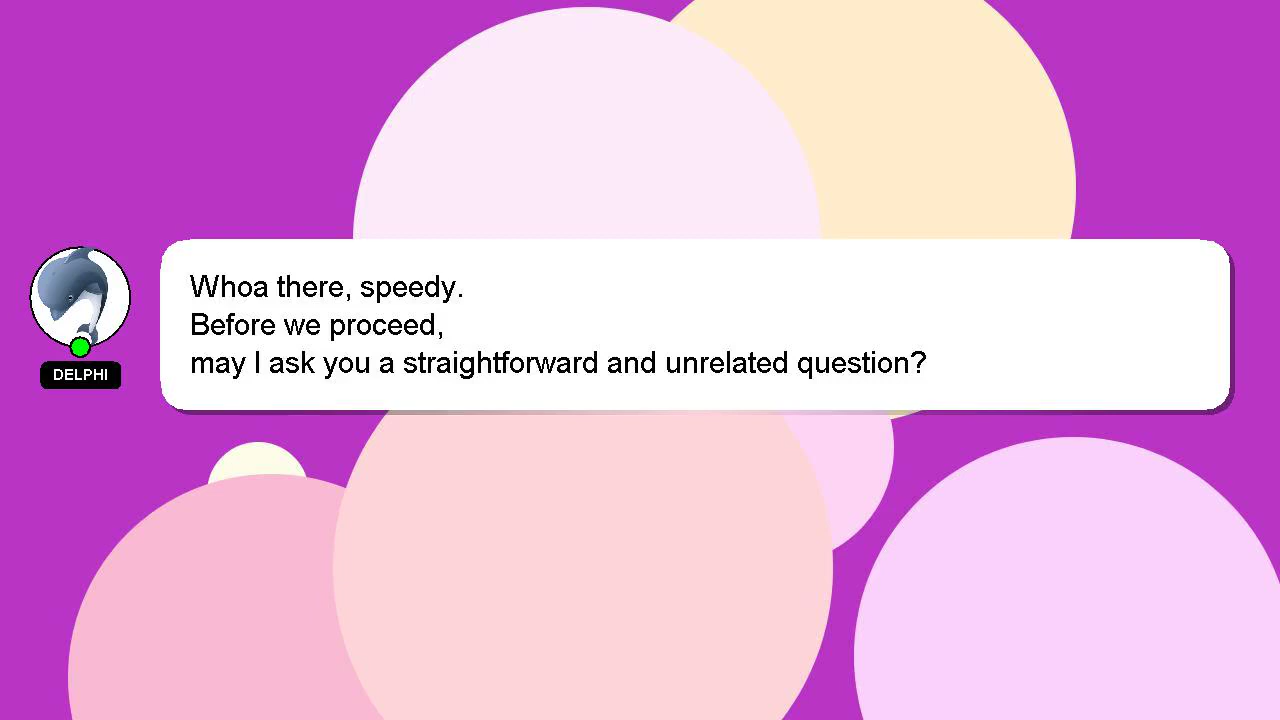 Whoa there, speedy.
Before we proceed,
may I ask you a straightforward and unrelated question?
DELPHI